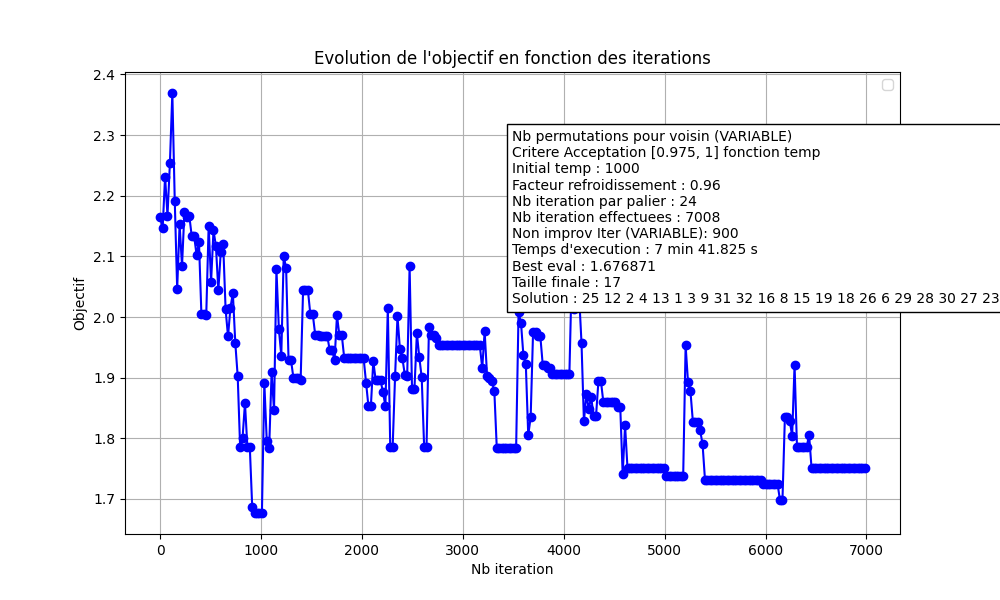 Evolution de l'objectif en fonction des iterations
2.4
2.3
2.2
2.1
2.0
1.9
1.8
1.7
Objectif
Nb permutations pour voisin (VARIABLE)
Critere Acceptation [0.975, 1] fonction temp
Initial temp : 1000
Facteur refroidissement : 0.96
Nb iteration par palier : 24
Nb iteration effectuees : 7008
Non improv Iter (VARIABLE): 900
Temps d'execution : 7 min 41.825 s
Best eval : 1.676871
Taille finale : 17
Solution : 25 12 2 4 13 1 3 9 31 32 16 8 15 19 18 26 6 29 28 30 27 23
0 1000 2000 3000 4000 5000 6000 7000
Nb iteration